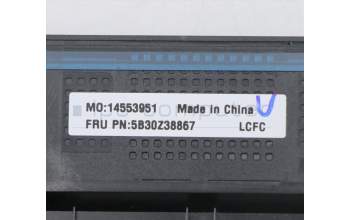 MO:14553951 Made in China
FRU PN:5B30Z38867 LCFC